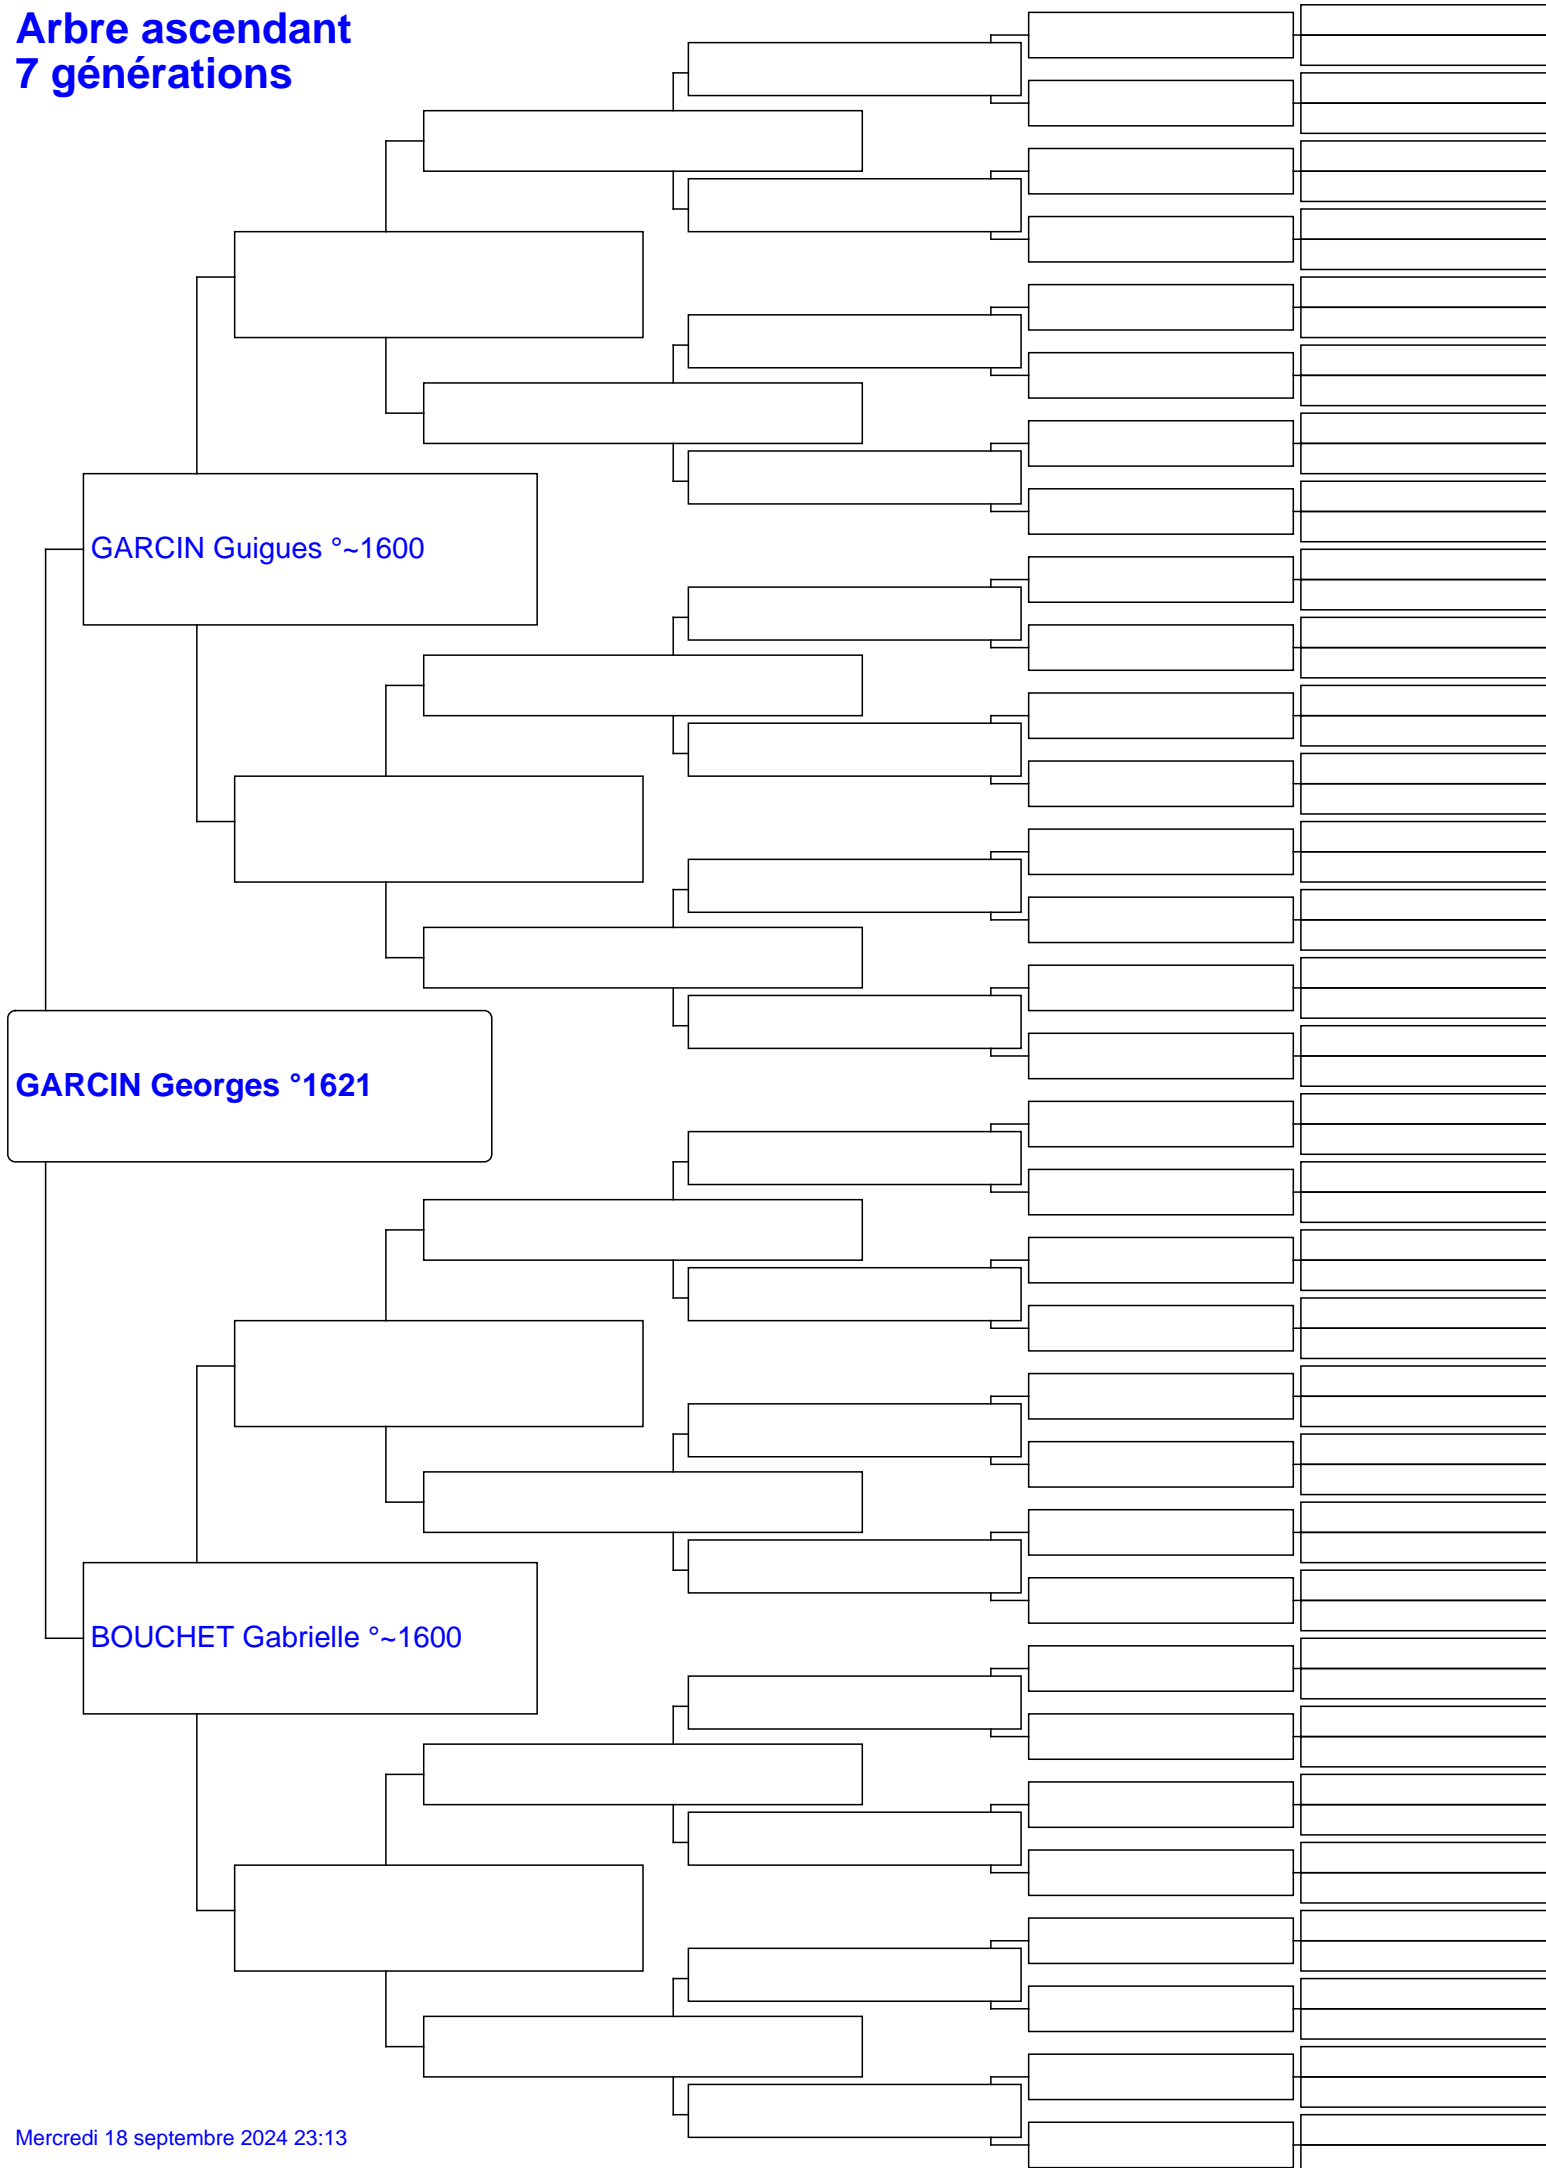 Arbre ascendant
7 générations
GARCIN Guigues °~1600
GARCIN Georges °1621
BOUCHET Gabrielle °~1600
Mercredi 18 septembre 2024 23:13